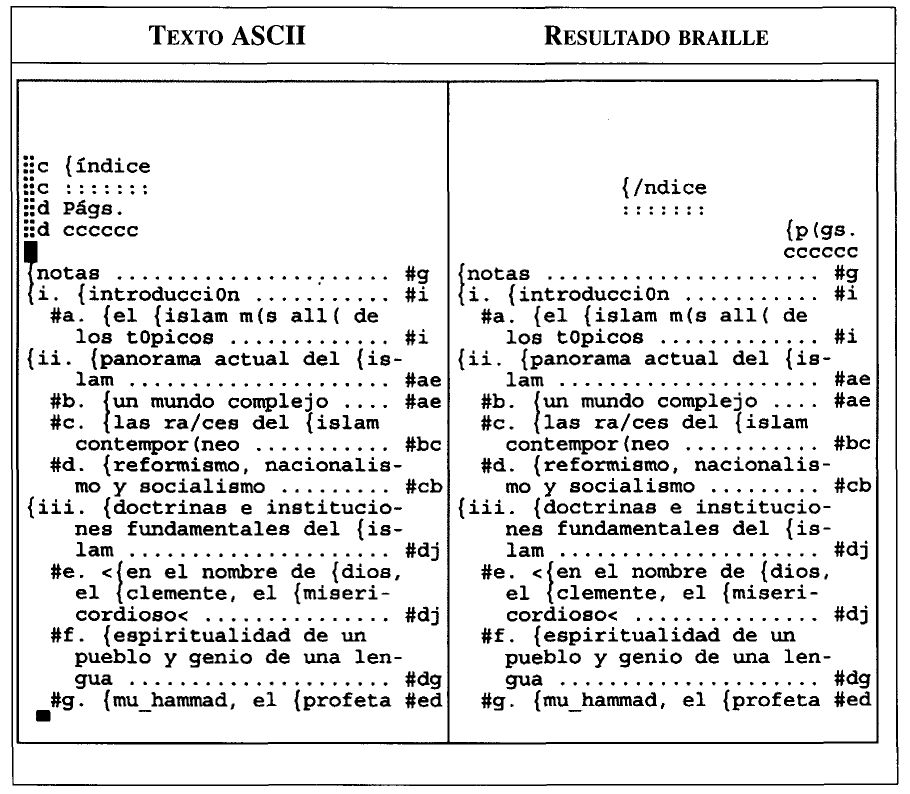 TEXTO ASCII
RESULTADO BRAILLE
⠿c {índice
⠿c :::::::
⠿d Págs.
⠿d cccccc
{notas ...................... #g
{i. {introducci0n ........... #i
#a. {el {islam m(s all( de
los t0picos ............. #i
{ii. {panorama actual del {is-
lam ..................... #ae
#b. {un mundo complejo .... #ae
#c. {las ra/ces del {islam
contempor(neo ........... #bc
#d. {reformismo, nacionalis-
mo y socialismo ......... #cb
{iii. {doctrinas e institucio-
nes fundamentales del {is-
lam ..................... #dj
#e. <{en el nombre de {dios,
el {clemente, el {miseri-
cordioso< ............... #dj
#f. {espiritualidad de un
pueblo y genio de una len-
gua ..................... #dg
#g. {mu_hammad, el {profeta #ed
{/ndice
:::::::
{p(gs.
cccccc
{notas ...................... #g
{i. {introducci0n ........... #i
#a. {el {islam m(s all( de
los t0picos ............. #i
{ii. {panorama actual del {is-
lam ..................... #ae
#b. {un mundo complejo .... #ae
#c. {las ra/ces del {islam
contempor(neo ........... #bc
#d. {reformismo, nacionalis-
mo y socialismo ......... #cb
{iii. {doctrinas e institucio-
nes fundamentales del {is-
lam ..................... #dj
#e. <{en el nombre de {dios,
el {clemente, el {miseri-
cordioso< ............... #dj
#f. {espiritualidad de un
pueblo y genio de una len-
gua ..................... #dg
#g. {mu_hammad, el {profeta #ed